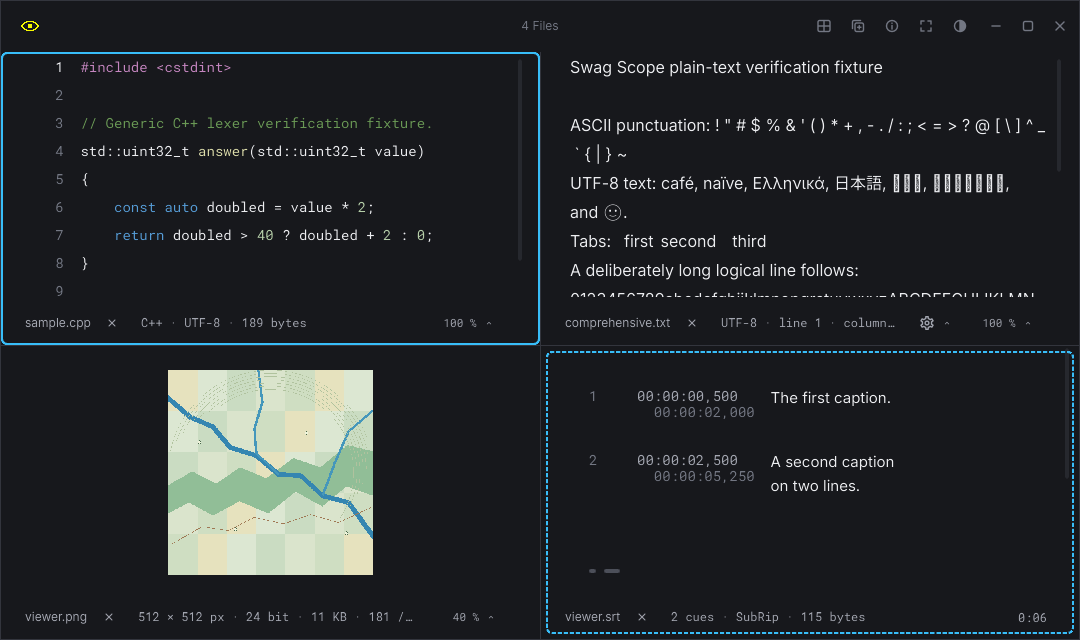 4 Files
1 #include <cstdint>
2
3 // Generic C++ lexer verification fixture.
4 std::uint32_t answer(std::uint32_t value)
5 {
6 const auto doubled = value * 2;
7 return doubled > 40 ? doubled + 2 : 0;
8 }
9
sample.cpp × C++ · UTF-8 · 189 bytes 100 %
Swag Scope plain-text verification fixture
ASCII punctuation: ! " # $ % & ' ( ) * + , - . / : ; < = > ? @ [ \ ] ^ _
` { | } ~
UTF-8 text: café, naïve, Ελληνικά, 日本語, 
and ☺.
Tabs: first second third
A deliberately long logical line follows:
comprehensive.txt × UTF-8 · line 1 · column… 100 %
viewer.png × 512 × 512 px · 24 bit · 11 KB · 181 /… 40 %
1 00:00:00,500 The first caption.
00:00:02,000
2 00:00:02,500 A second caption
00:00:05,250 on two lines.
viewer.srt × 2 cues · SubRip · 115 bytes 0:06